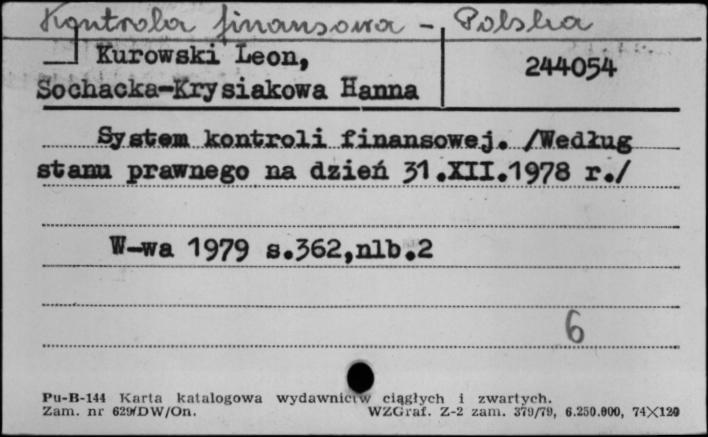 Kontrola finansowa - Polska
Kurowski Leon,
244054
Sochacka-Krysiakowa Hanna
System kontroli finansowej. /Według
stanu prawnego na dzień 31.XII.1978 r./
W-wa 1979 s.362,nlb.2
6
Pu-B-144 Karta katalogowa wydawnictw ciągłych i zwartych.
Zam. nr 629/DW/On. WZGraf. Z-2 zam. 379/79, 6.250.000, 74×120